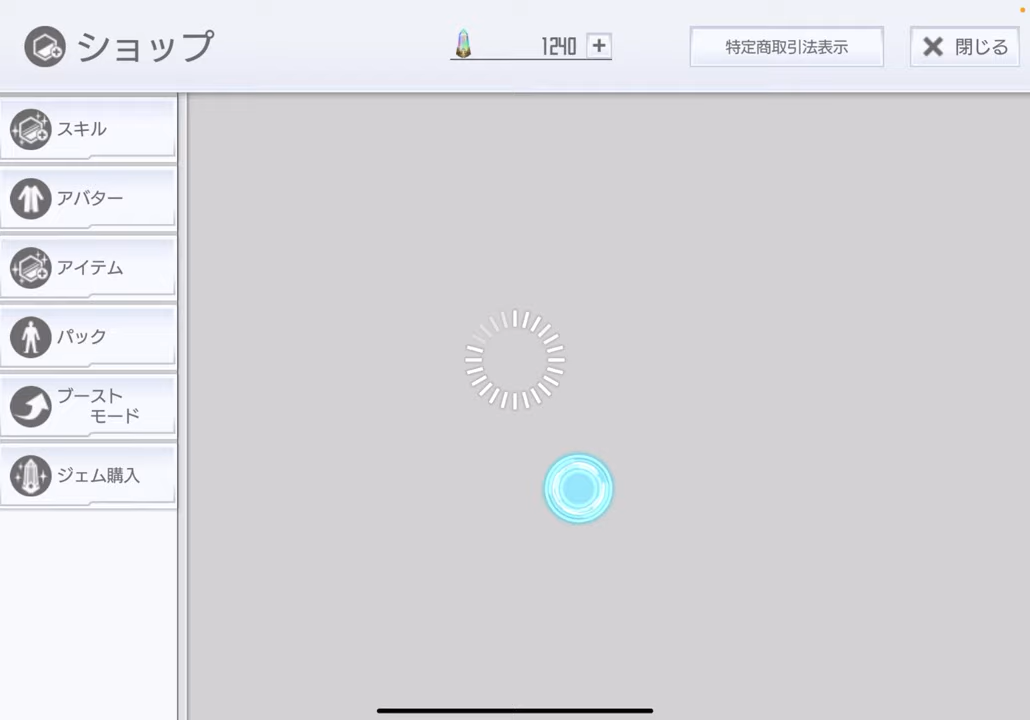 ショップ
1240
特定商取引法表示
閉じる
スキル
アバター
アイテム
パック
ブースト
モード
ジェム購入